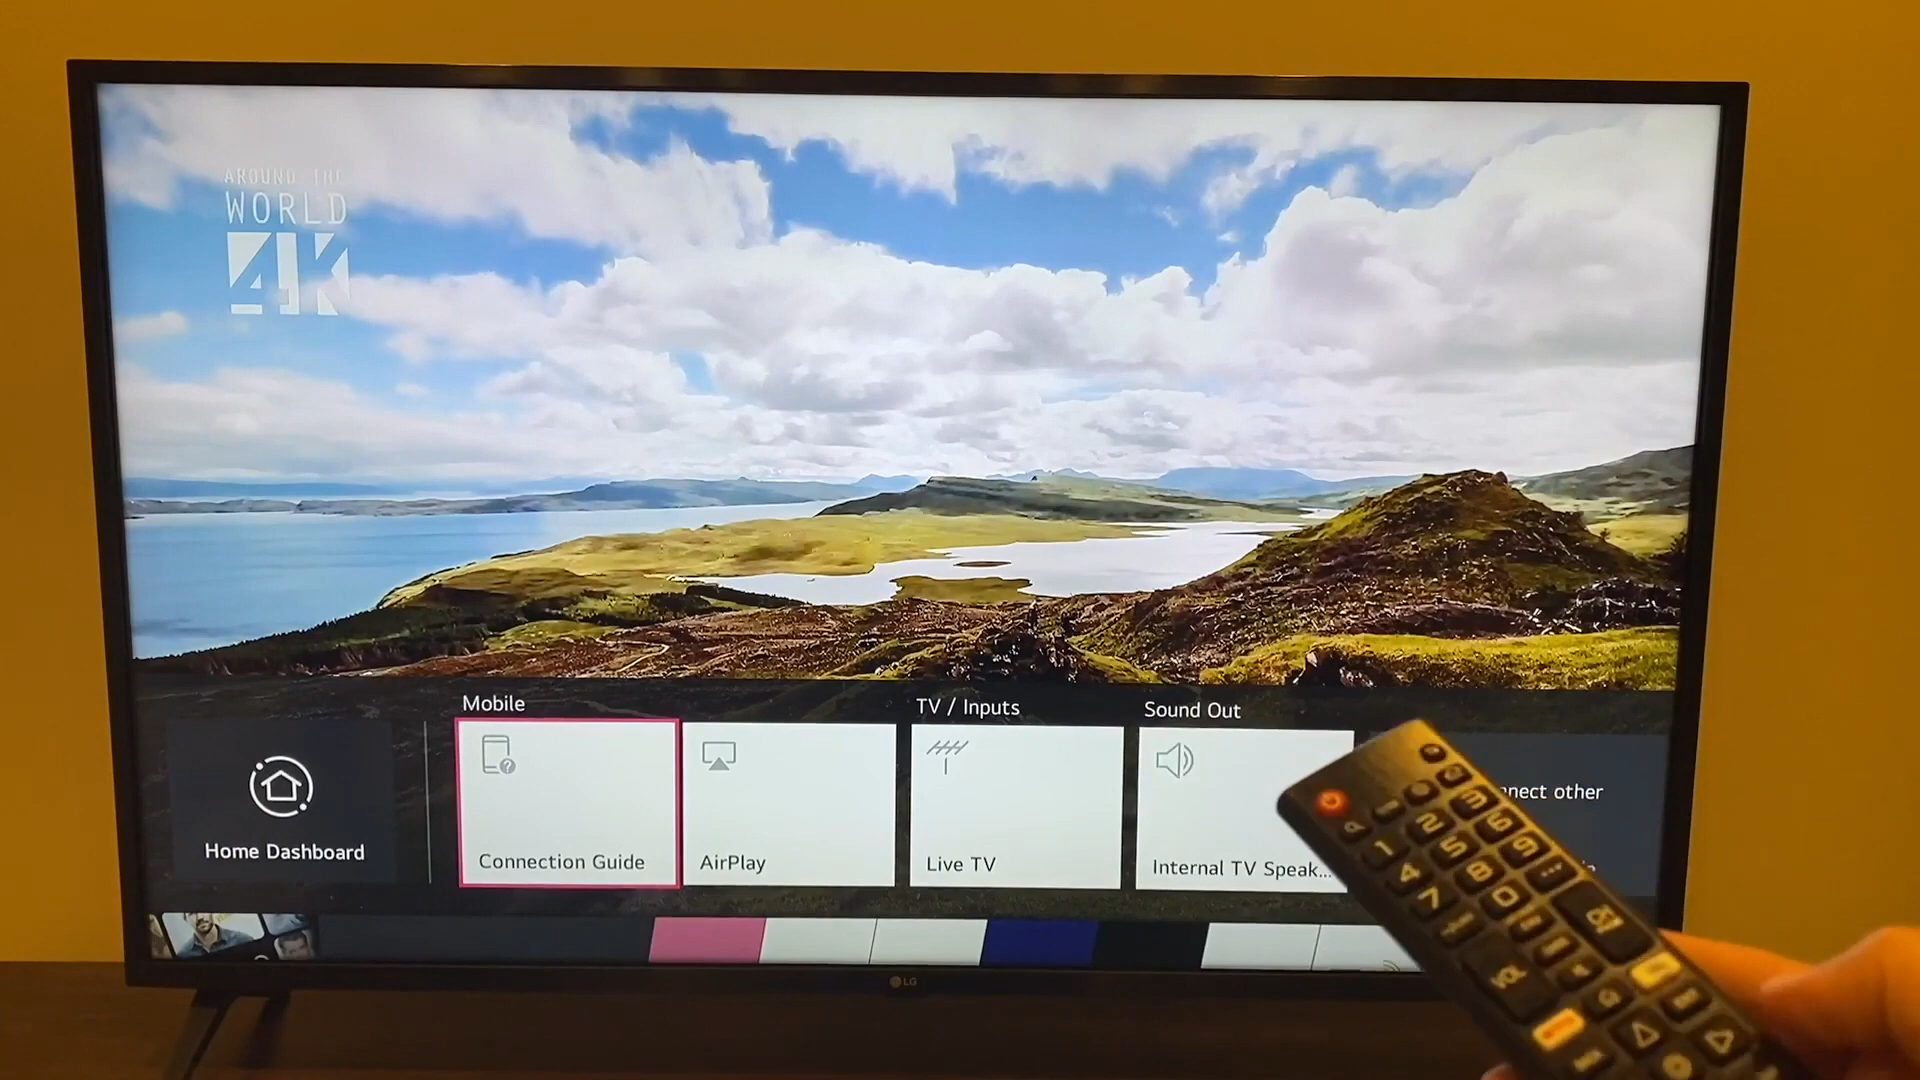 AROUND THE
WORLD
4K
Mobile
TV / Inputs
Sound Out
Connection Guide
AirPlay
Live TV
Internal TV Speak...
Home Dashboard
other
LG